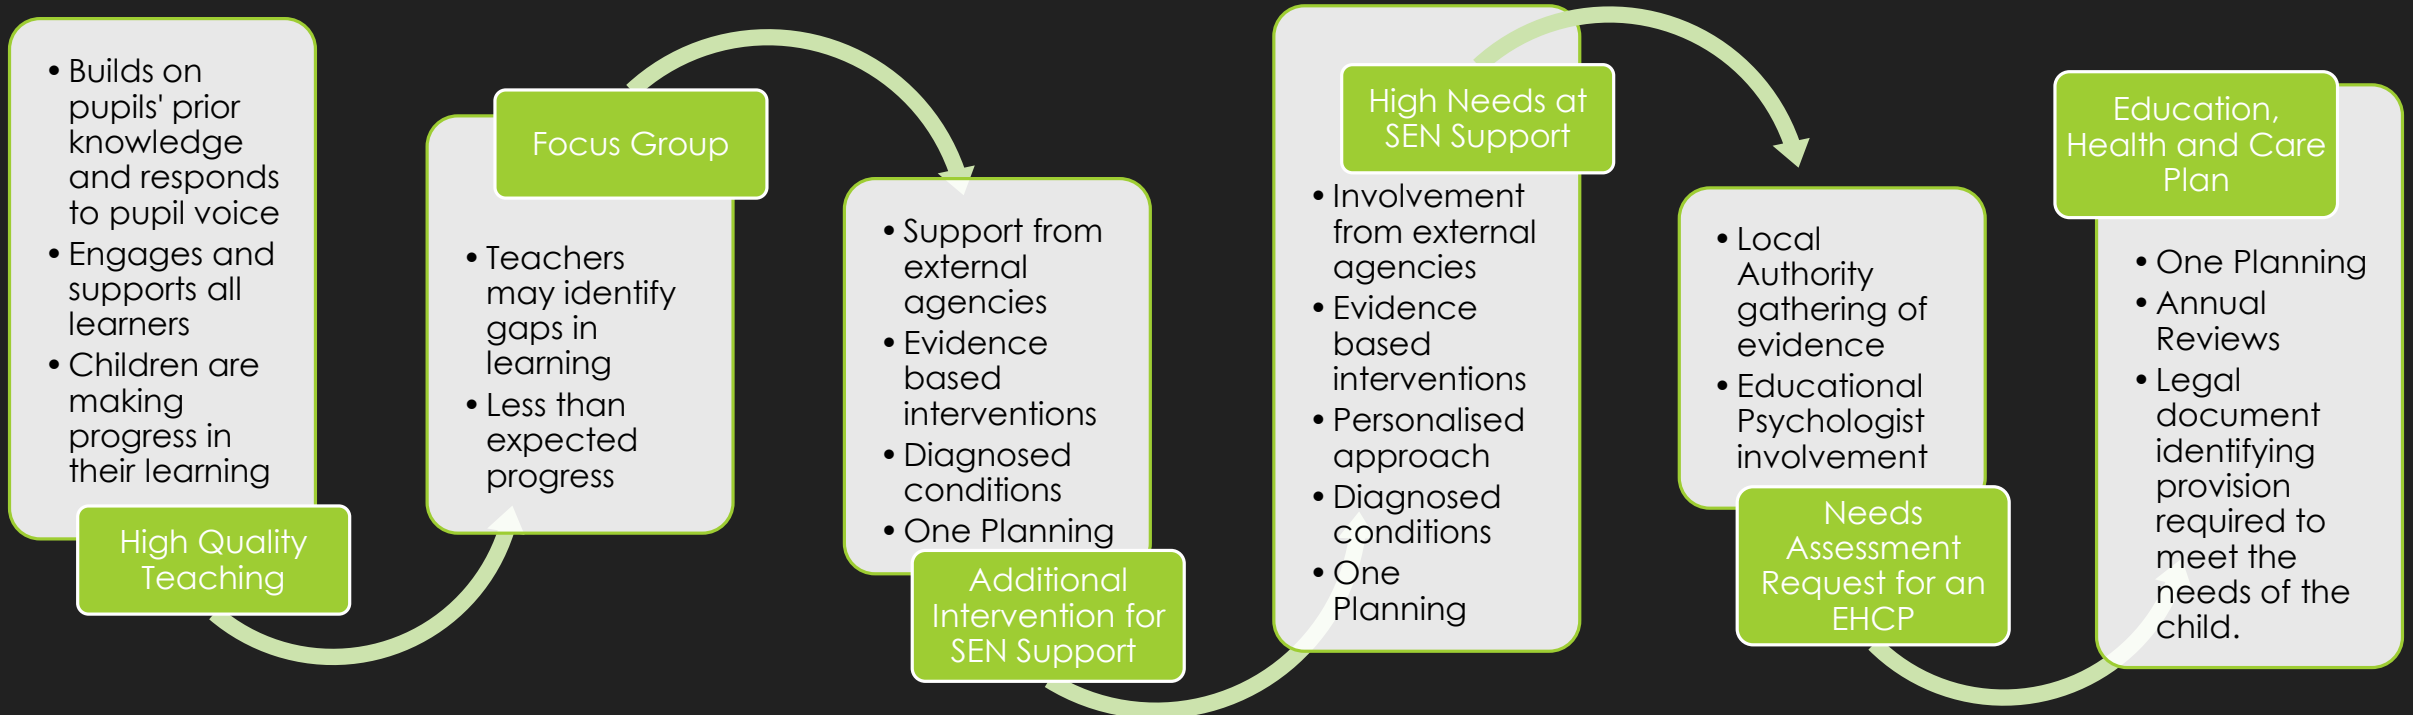 • Builds on
pupils' prior
knowledge
and responds
to pupil voice
• Engages and
supports all
learners
• Children are
making
progress in
their learning
High Quality
Teaching
Focus Group
• Teachers
may identify
gaps in
learning
• Less than
expected
progress
• Support from
external
agencies
• Evidence
based
interventions
• Diagnosed
conditions
• One Planning
Additional
Intervention for
SEN Support
High Needs at
SEN Support
• Involvement
from external
agencies
• Evidence
based
interventions
• Personalised
approach
• Diagnosed
conditions
• One
Planning
• Local
Authority
gathering of
evidence
• Educational
Psychologist
involvement
Needs
Assessment
Request for an
EHCP
Education,
Health and Care
Plan
• One Planning
• Annual
Reviews
• Legal
document
identifying
provision
required to
meet the
needs of the
child.